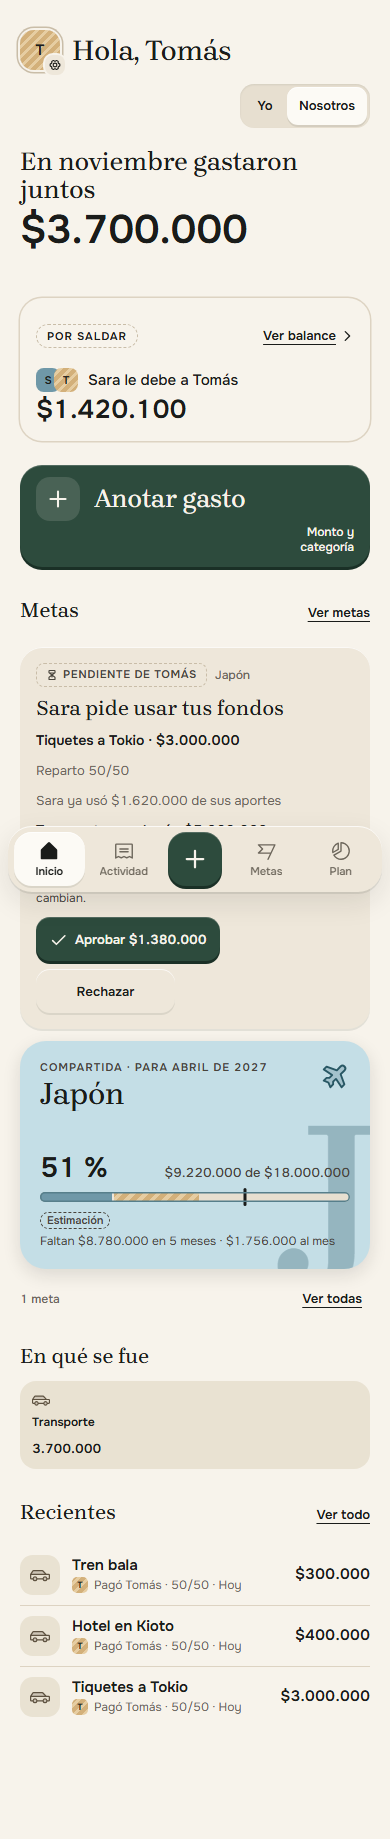 T
Hola, Tomás
Yo
Nosotros
En noviembre gastaron
juntos
$3.700.000
POR SALDAR
Ver balance
S T
Sara le debe a Tomás
$1.420.100
Anotar gasto
Monto y
categoría
Metas
Ver metas
PENDIENTE DE TOMÁS
Japón
Sara pide usar tus fondos
Tiquetes a Tokio · $3.000.000
Reparto 50/50
Sara ya usó $1.620.000 de sus aportes
Inicio
Actividad
Metas
Plan
cambian.
Aprobar $1.380.000
Rechazar
COMPARTIDA · PARA ABRIL DE 2027
Japón
J
51 %
$9.220.000 de $18.000.000
Estimación
Faltan $8.780.000 en 5 meses · $1.756.000 al mes
1 meta
Ver todas
En qué se fue
Transporte
3.700.000
Recientes
Ver todo
Tren bala
$300.000
T Pagó Tomás · 50/50 · Hoy
Hotel en Kioto
$400.000
T Pagó Tomás · 50/50 · Hoy
Tiquetes a Tokio
$3.000.000
T Pagó Tomás · 50/50 · Hoy